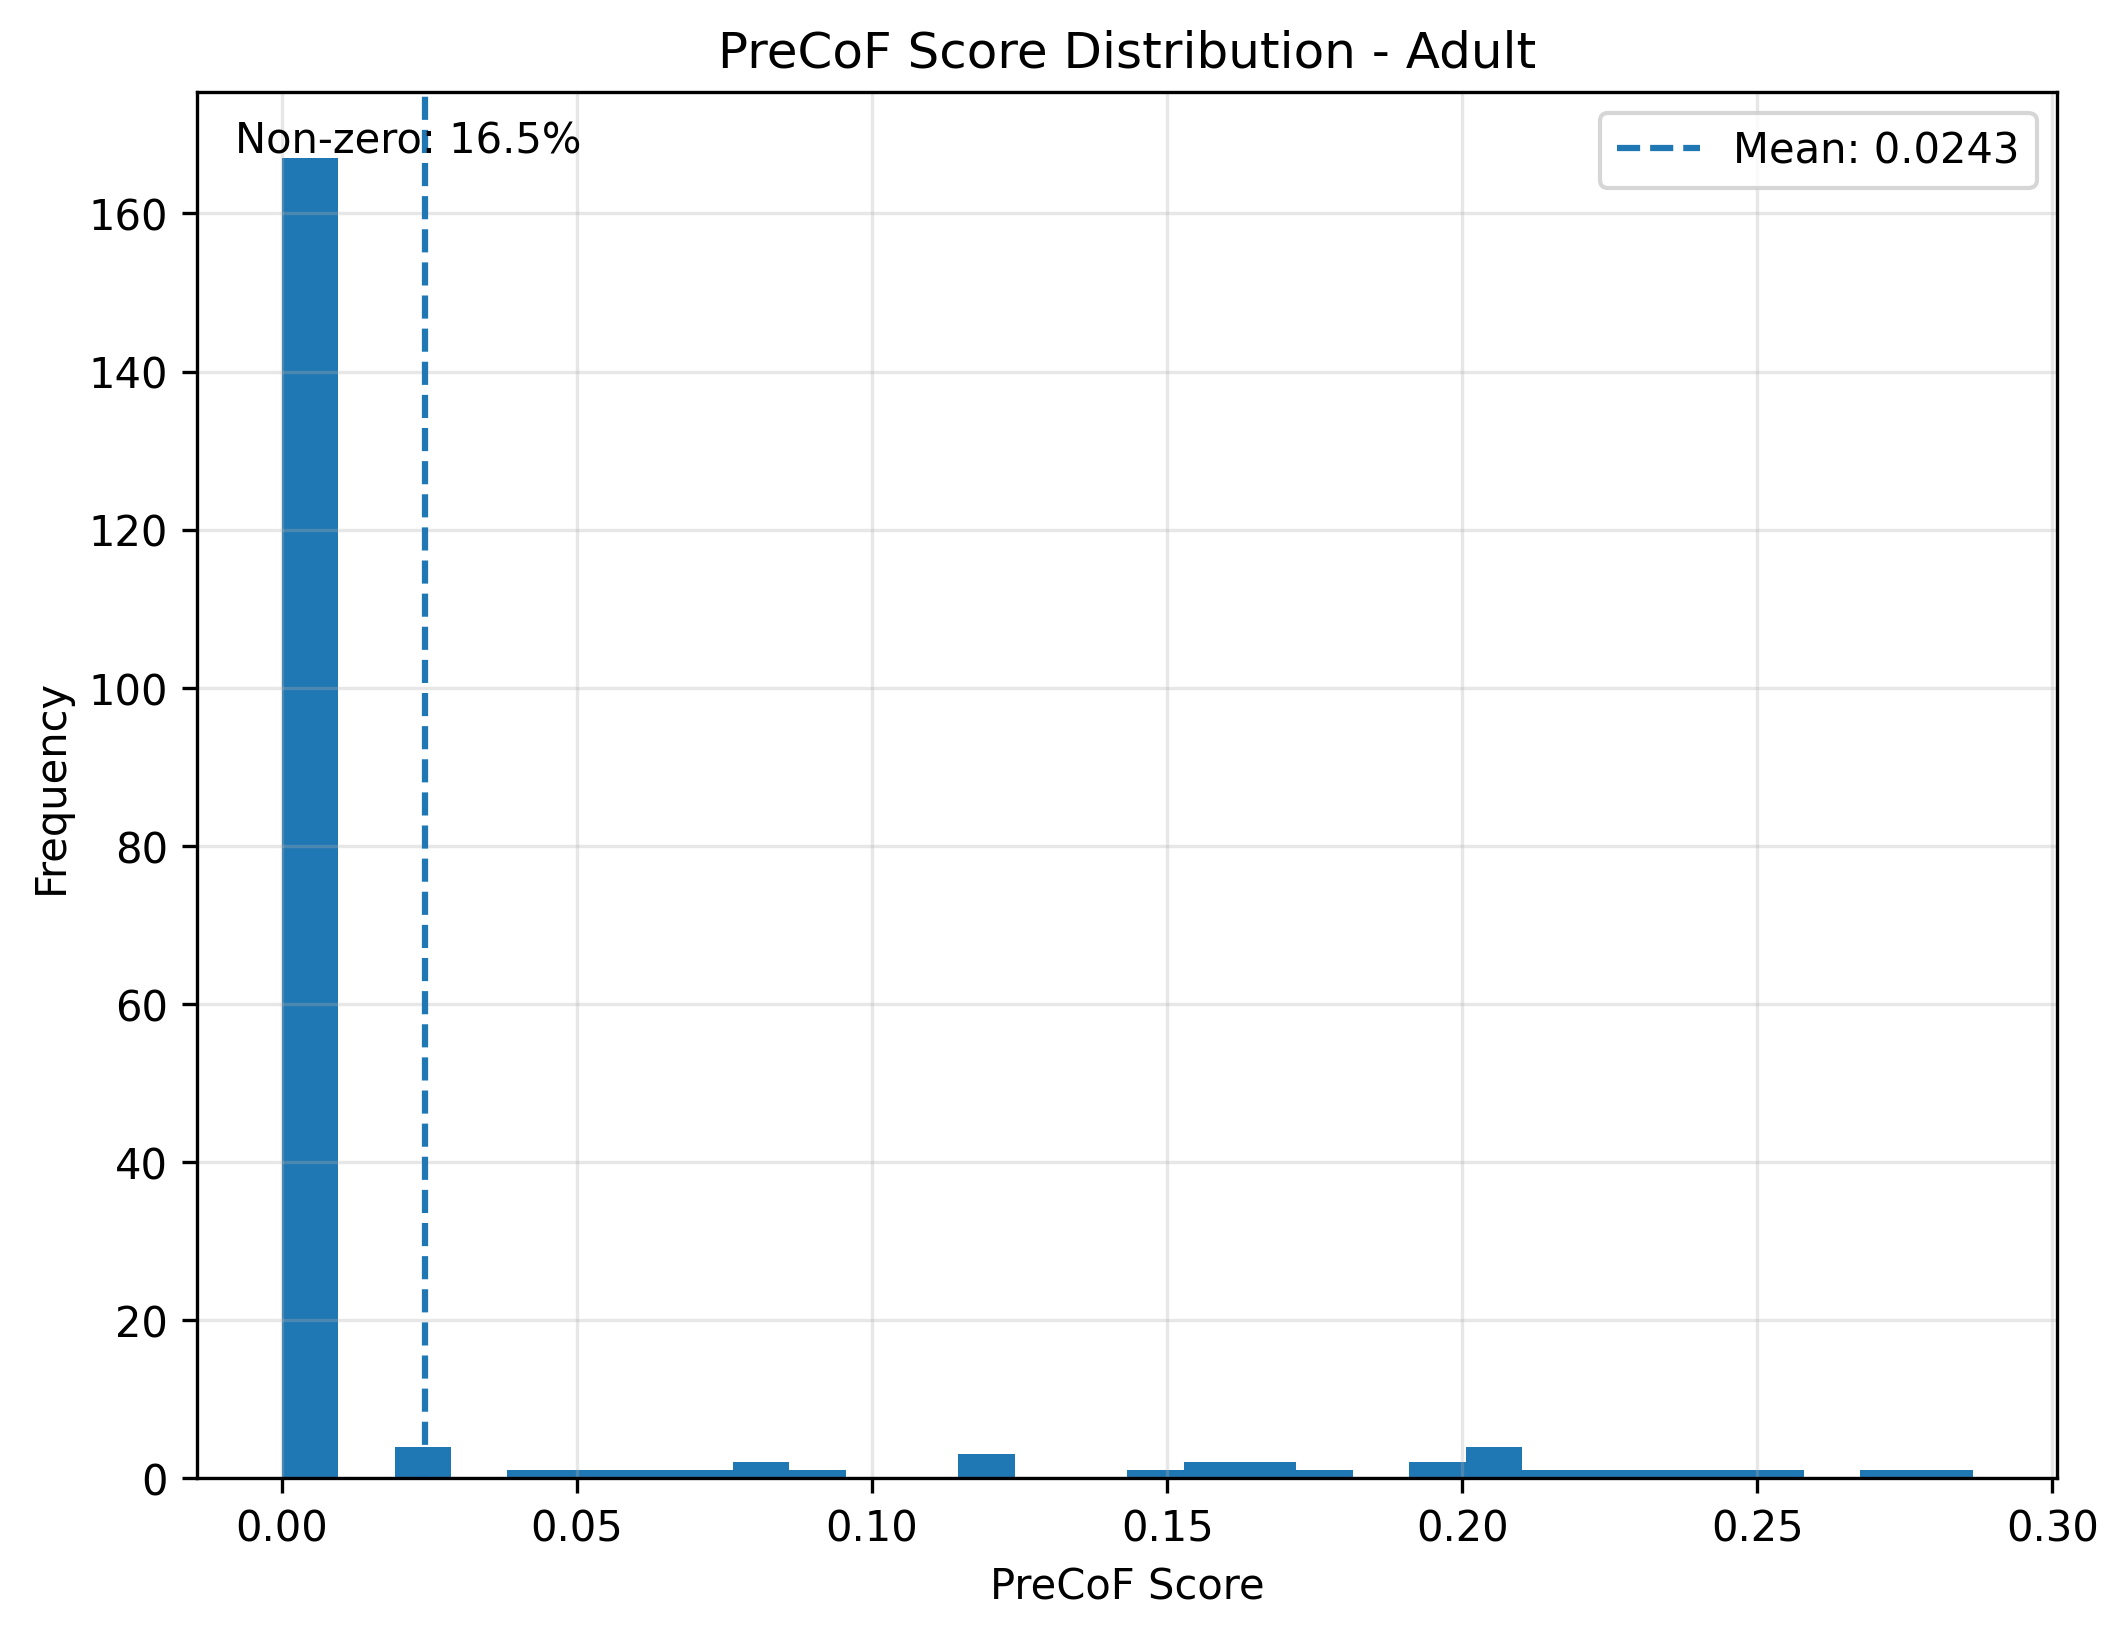 PreCoF Score Distribution - Adult
Non-zero: 16.5%
Mean: 0.0243
Frequency
160
140
120
100
80
60
40
20
0
0.00 0.05 0.10 0.15 0.20 0.25 0.30
PreCoF Score